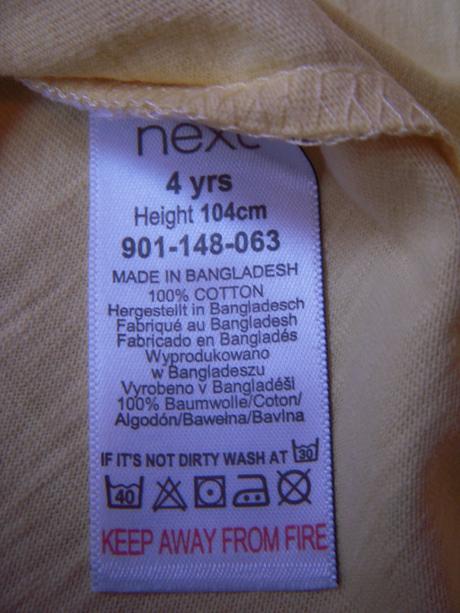 next
4 yrs
Height 104cm
901-148-063
MADE IN BANGLADESH
100% COTTON
Hergestellt in Bangladesch
Fabriqué au Bangladesh
Fabricado en Bangladés
Wyprodukowano
w Bangladeszu
Vyrobeno v Bangladéši
100% Baumwolle/Coton/
Algodón/Bawełna/Bavlna
IF IT'S NOT DIRTY WASH AT 30
40
KEEP AWAY FROM FIRE